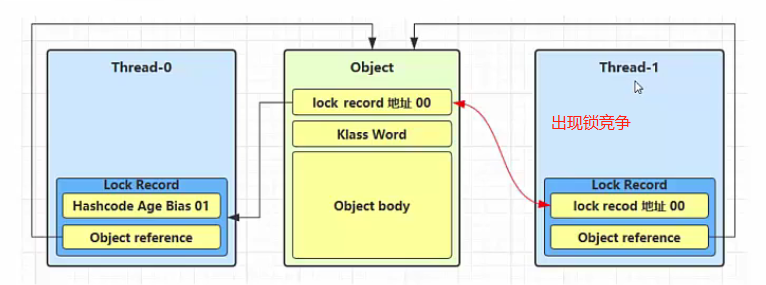 Thread-0
Object
Thread-1
lock record 地址 00
Klass Word
Object body
出现锁竞争
Lock Record
Hashcode Age Bias 01
Object reference
Lock Record
lock recod 地址 00
Object reference